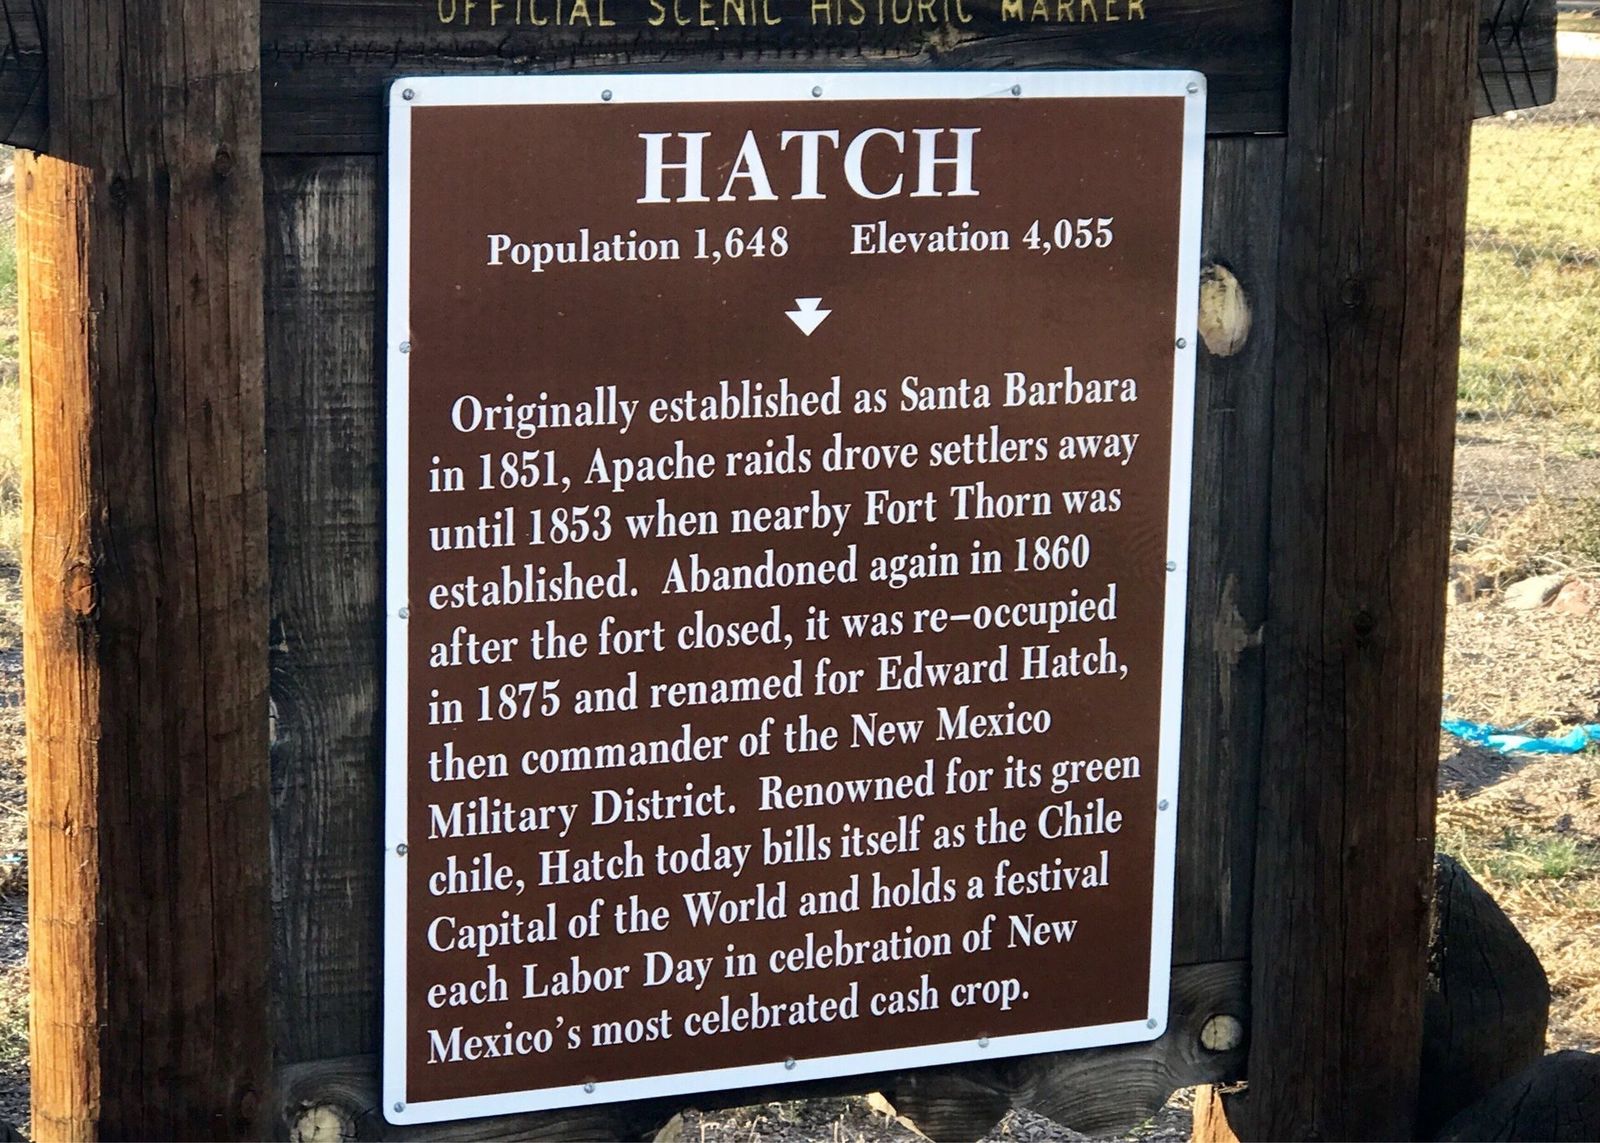 OFFICIAL SCENIC HISTORIC MARKER
HATCH
Population 1,648 Elevation 4,055
Originally established as Santa Barbara
in 1851, Apache raids drove settlers away
until 1853 when nearby Fort Thorn was
established. Abandoned again in 1860
after the fort closed, it was re-occupied
in 1875 and renamed for Edward Hatch,
then commander of the New Mexico
Military District. Renowned for its green
chile, Hatch today bills itself as the Chile
Capital of the World and holds a festival
each Labor Day in celebration of New
Mexico's most celebrated cash crop.